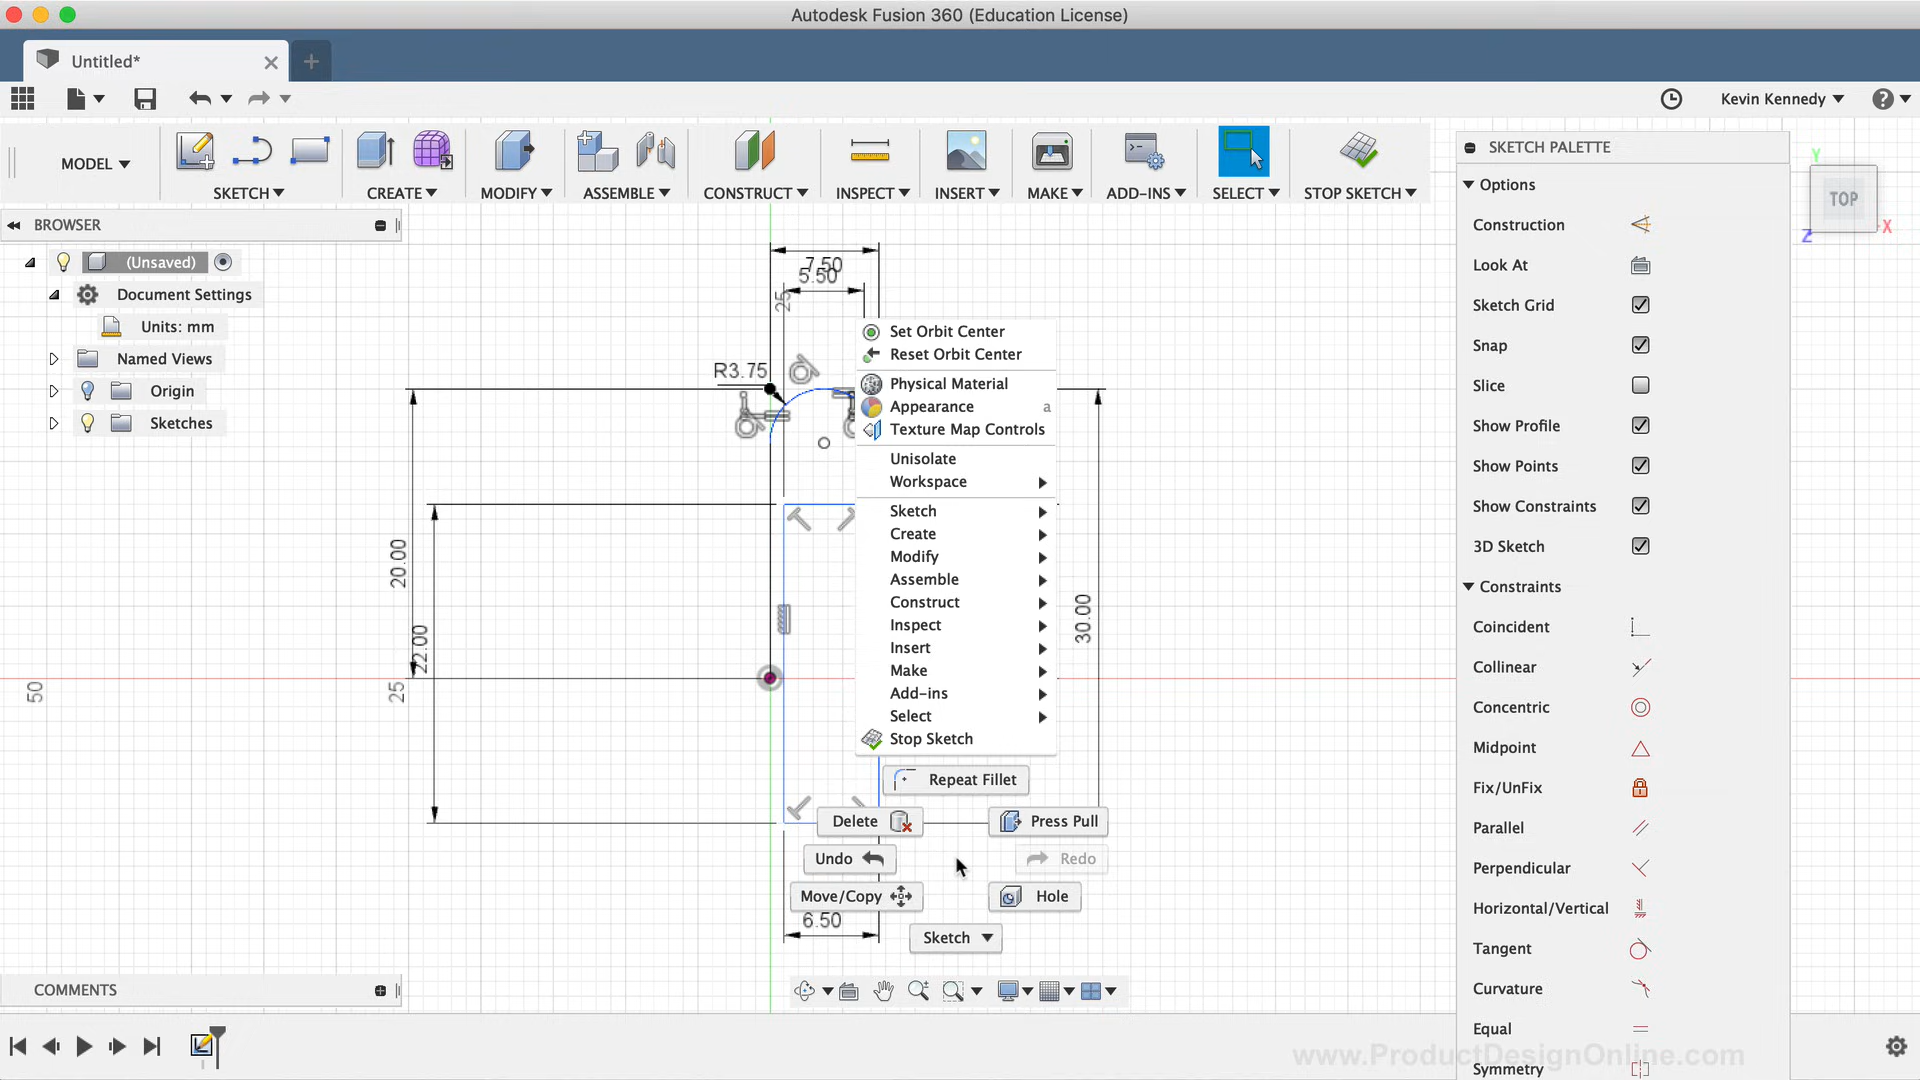 Autodesk Fusion 360 (Education License)
Untitled*
Kevin Kennedy
MODEL
SKETCH
CREATE
MODIFY
ASSEMBLE
CONSTRUCT
INSPECT
INSERT
MAKE
ADD-INS
SELECT
STOP SKETCH
BROWSER
(Unsaved)
Document Settings
Units: mm
Named Views
Origin
Sketches
7.50
5.50
25
R3.75
20.00
22.00
30.00
50
25
6.50
Set Orbit Center
Reset Orbit Center
Physical Material
Appearance a
Texture Map Controls
Unisolate
Workspace
Sketch
Create
Modify
Assemble
Construct
Inspect
Insert
Make
Add-ins
Select
Stop Sketch
Repeat Fillet
Delete
Press Pull
Undo
Redo
Move/Copy
Hole
Sketch
SKETCH PALETTE
Options
Construction
Look At
Sketch Grid
Snap
Slice
Show Profile
Show Points
Show Constraints
3D Sketch
Constraints
Coincident
Collinear
Concentric
Midpoint
Fix/UnFix
Parallel
Perpendicular
Horizontal/Vertical
Tangent
Curvature
Equal
Symmetry
Y
TOP
X
Z
COMMENTS
www.ProductDesignOnline.com